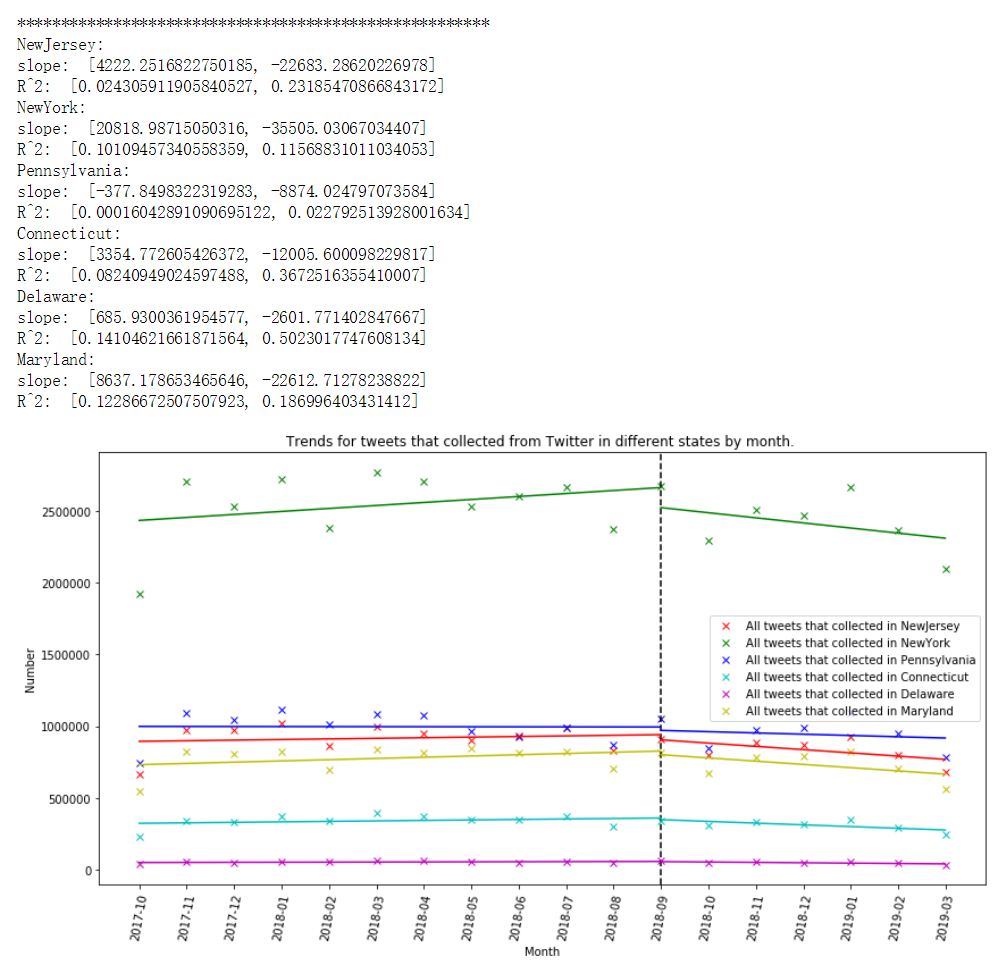 ******************************************************
NewJersey:
slope:  [4222.2516822750185, -22683.28620226978]
R^2:  [0.024305911905840527, 0.23185470866843172]
NewYork:
slope:  [20818.98715050316, -35505.03067034407]
R^2:  [0.10109457340558359, 0.11568831011034053]
Pennsylvania:
slope:  [-377.8498322319283, -8874.024797073584]
R^2:  [0.00016042891090695122, 0.022792513928001634]
Connecticut:
slope:  [3354.772605426372, -12005.600098229817]
R^2:  [0.08240949024597488, 0.3672516355410007]
Delaware:
slope:  [685.9300361954577, -2601.771402847667]
R^2:  [0.14104621661871564, 0.5023017747608134]
Maryland:
slope:  [8637.178653465646, -22612.71278238822]
R^2:  [0.12286672507507923, 0.186996403431412]
Trends for tweets that collected from Twitter in different states by month.
Number
2500000
2000000
1500000
1000000
500000
0
All tweets that collected in NewJersey
All tweets that collected in NewYork
All tweets that collected in Pennsylvania
All tweets that collected in Connecticut
All tweets that collected in Delaware
All tweets that collected in Maryland
2017-10
2017-11
2017-12
2018-01
2018-02
2018-03
2018-04
2018-05
2018-06
2018-07
2018-08
2018-09
2018-10
2018-11
2018-12
2019-01
2019-02
2019-03
Month